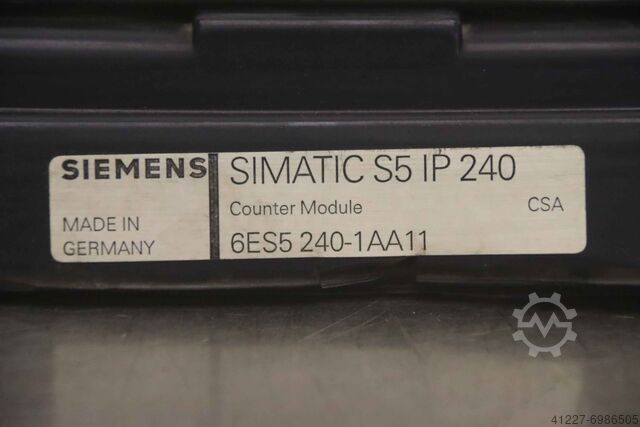 SIEMENS
MADE IN
GERMANY
SIMATIC S5 IP 240
Counter Module
CSA
6ES5 240-1AA11
41227-6986505